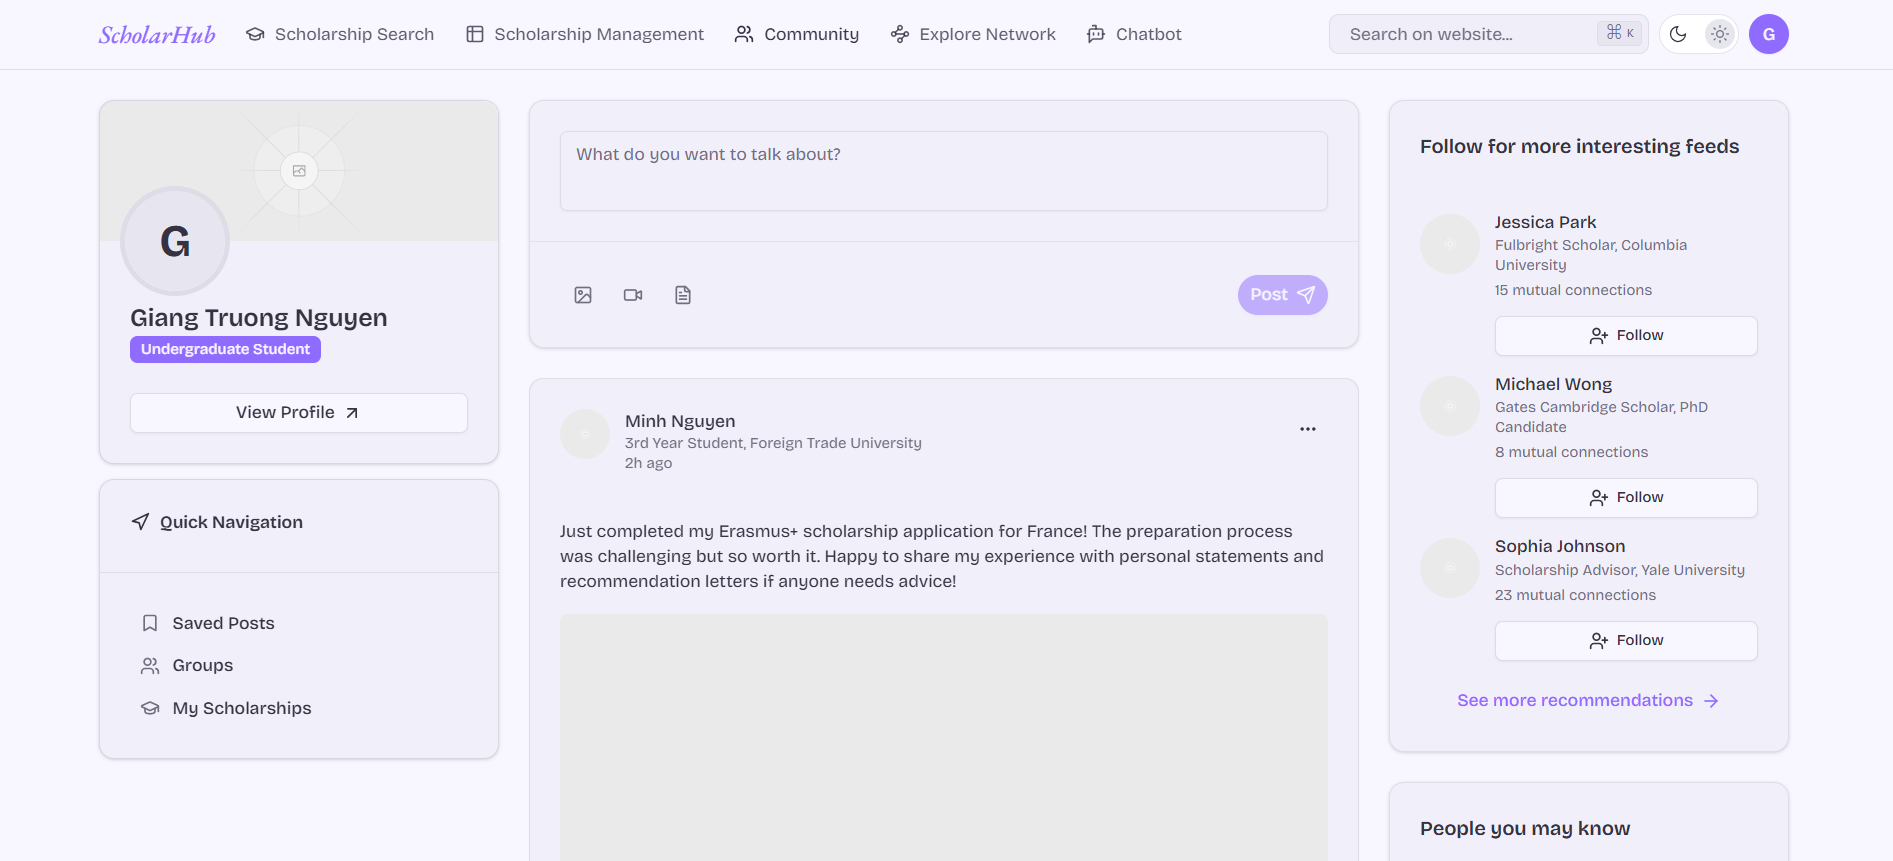 ScholarHub
Scholarship Search
Scholarship Management
Community
Explore Network
Chatbot
Search on website...
⌘ K
G
G
Giang Truong Nguyen
Undergraduate Student
View Profile
Quick Navigation
Saved Posts
Groups
My Scholarships
What do you want to talk about?
Post
Minh Nguyen
3rd Year Student, Foreign Trade University
2h ago
Just completed my Erasmus+ scholarship application for France! The preparation process
was challenging but so worth it. Happy to share my experience with personal statements and
recommendation letters if anyone needs advice!
Follow for more interesting feeds
Jessica Park
Fulbright Scholar, Columbia
University
15 mutual connections
Follow
Michael Wong
Gates Cambridge Scholar, PhD
Candidate
8 mutual connections
Follow
Sophia Johnson
Scholarship Advisor, Yale University
23 mutual connections
Follow
See more recommendations
People you may know